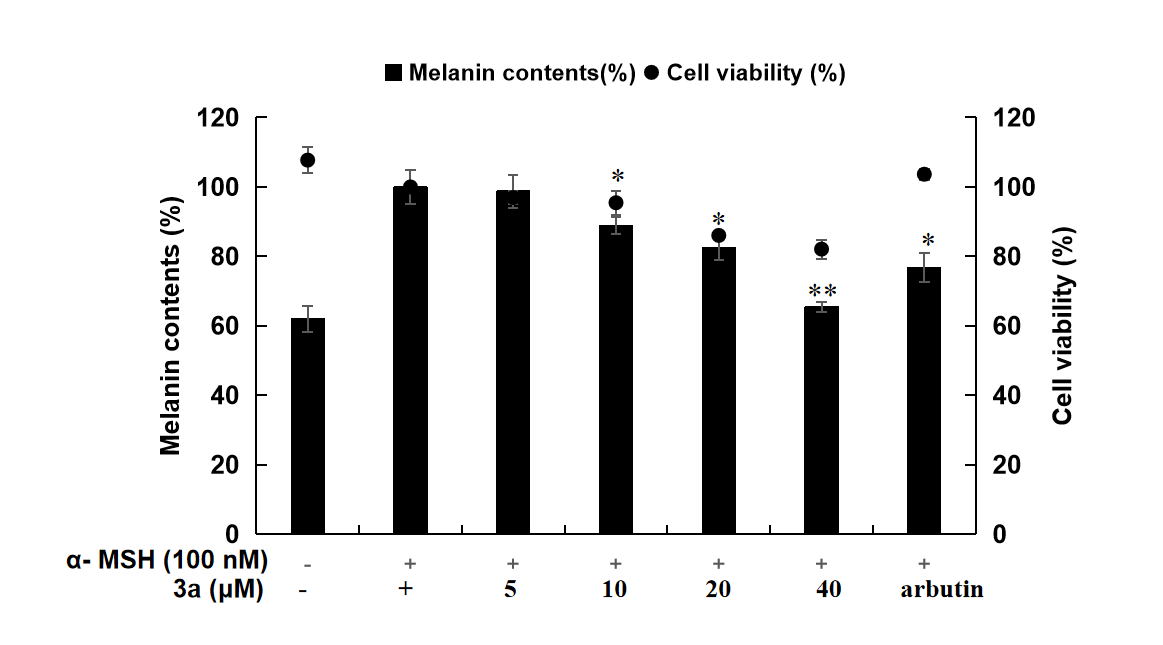 Melanin contents(%) Cell viability (%)
120 120
* 
100 100
* *
80 80
**
60 60
40 40
20 20
0 0
Melanin contents (%)
Cell viability (%)
α- MSH (100 nM) - + + + + + +
3a (μM) - + 5 10 20 40 arbutin